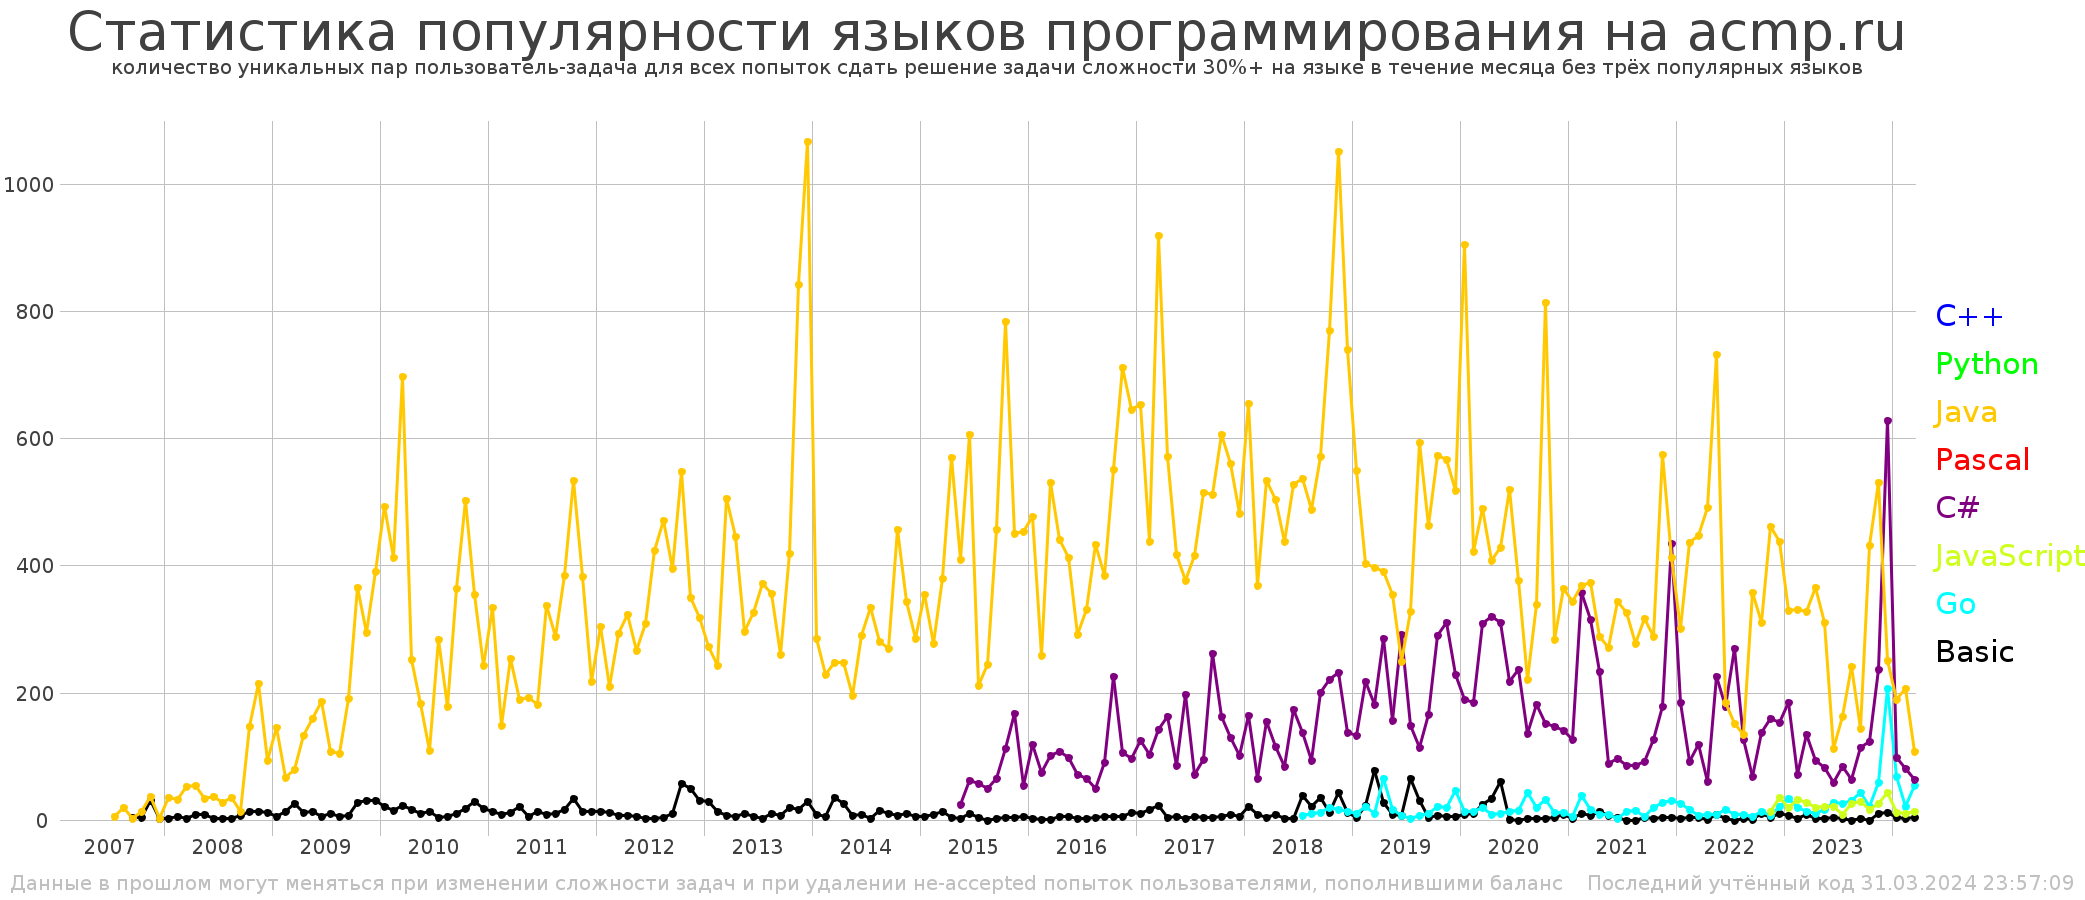 Статистика популярности языков программирования на acmp.ru
количество уникальных пар пользователь-задача для всех попыток сдать решение задачи сложности 30%+ на языке в течение месяца без трёх популярных языков
1000
800
600
400
200
0
C++
Python
Java
Pascal
C#
JavaScript
Go
Basic
2007 2008 2009 2010 2011 2012 2013 2014 2015 2016 2017 2018 2019 2020 2021 2022 2023
Данные в прошлом могут меняться при изменении сложности задач и при удалении не-accepted попыток пользователями, пополнившими баланс Последний учтённый код 31.03.2024 23:57:09